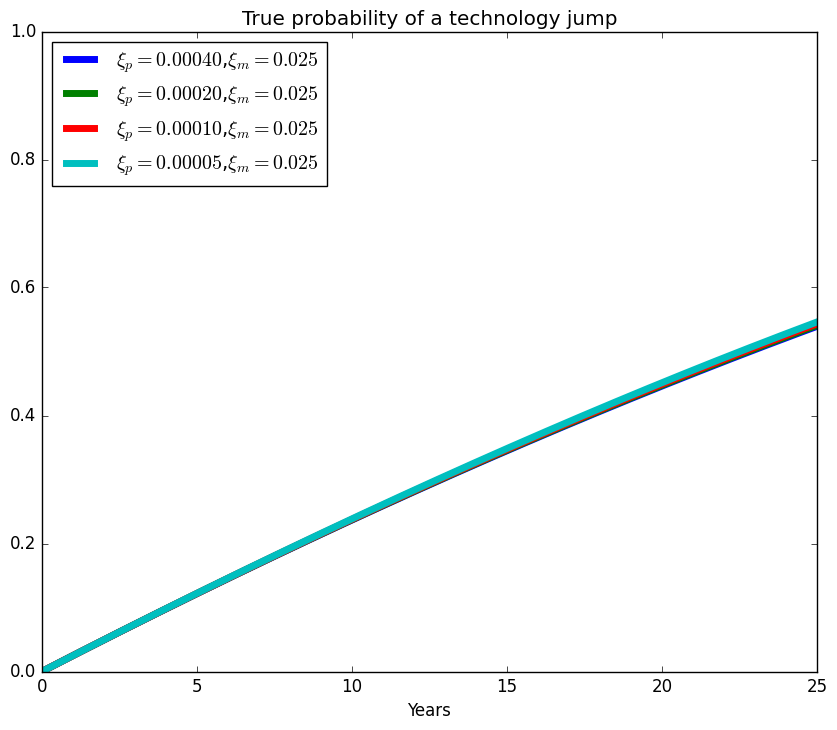 True probability of a technology jump
1.0
ξₚ = 0.00040,ξₘ = 0.025
ξₚ = 0.00020,ξₘ = 0.025
ξₚ = 0.00010,ξₘ = 0.025
ξₚ = 0.00005,ξₘ = 0.025
0.8
0.6
0.4
0.2
0.0
0 5 10 15 20 25
Years